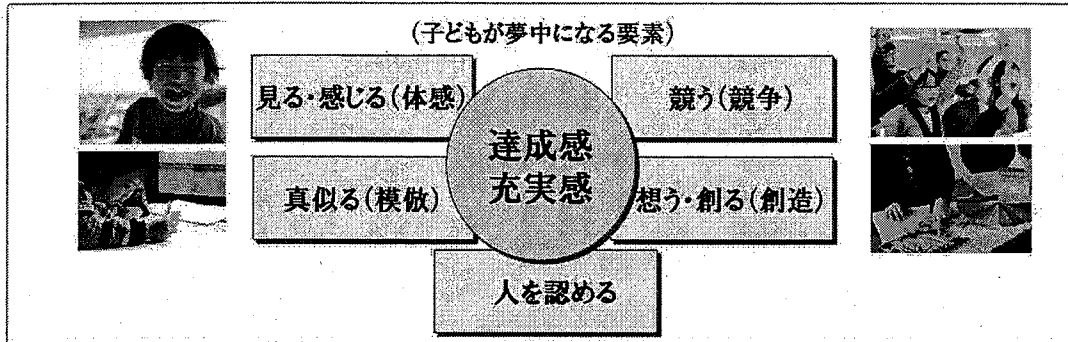 (子どもが夢中になる要素)
見る・感じる(体感)
競う(競争)
達成感
充実感
真似る(模倣)
想う・創る(創造)
人を認める